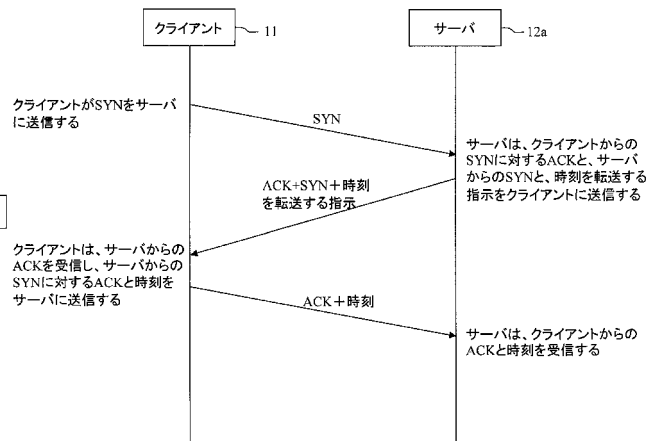 クライアント
11
サーバ
12a
クライアントがSYNをサーバ
に送信する
SYN
サーバは、クライアントからの
SYNに対するACKと、サーバ
からのSYNと、時刻を転送する
指示をクライアントに送信する
ACK+SYN+時刻
を転送する指示
クライアントは、サーバからの
ACKを受信し、サーバからの
SYNに対するACKと時刻を
サーバに送信する
ACK+時刻
サーバは、クライアントからの
ACKと時刻を受信する